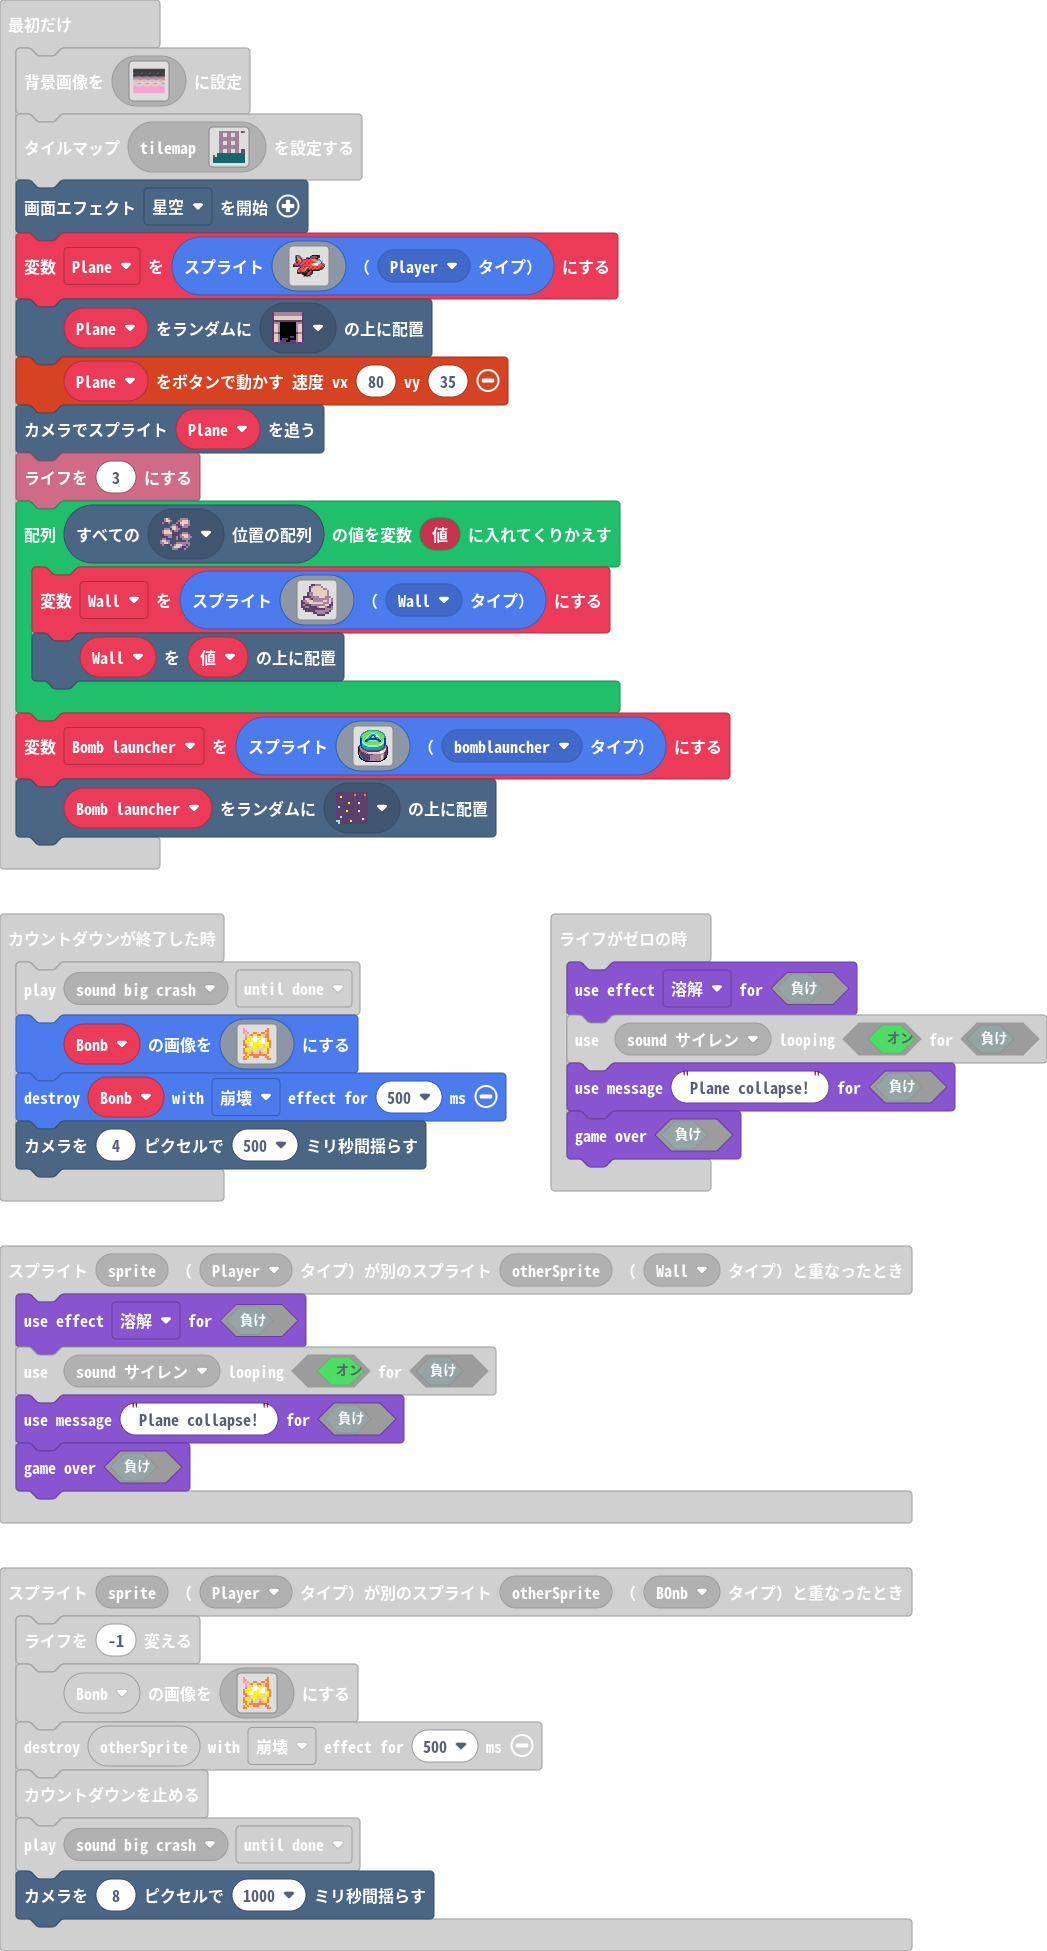 最初だけ
背景画像を に設定
タイルマップ tilemap を設定する
画面エフェクト 星空 を開始
変数 Plane を スプライト （ Player タイプ） にする
Plane をランダムに の上に配置
Plane をボタンで動かす 速度 vx 80 vy 35
カメラでスプライト Plane を追う
ライフを 3 にする
配列 すべての 位置の配列 の値を変数 値 に入れてくりかえす
変数 Wall を スプライト （ Wall タイプ） にする
Wall を 値 の上に配置
変数 Bomb launcher を スプライト （ bomblauncher タイプ） にする
Bomb launcher をランダムに の上に配置
カウントダウンが終了した時
play sound big crash until done
Bonb の画像を にする
destroy Bonb with 崩壊 effect for 500 ms
カメラを 4 ピクセルで 500 ミリ秒間揺らす
ライフがゼロの時
use effect 溶解 for 負け
use sound サイレン looping オン for 負け
use message "Plane collapse!" for 負け
game over 負け
スプライト sprite （ Player タイプ）が別のスプライト otherSprite （ Wall タイプ）と重なったとき
use effect 溶解 for 負け
use sound サイレン looping オン for 負け
use message "Plane collapse!" for 負け
game over 負け
スプライト sprite （ Player タイプ）が別のスプライト otherSprite （ BOnb タイプ）と重なったとき
ライフを -1 変える
Bonb の画像を にする
destroy otherSprite with 崩壊 effect for 500 ms
カウントダウンを止める
play sound big crash until done
カメラを 8 ピクセルで 1000 ミリ秒間揺らす